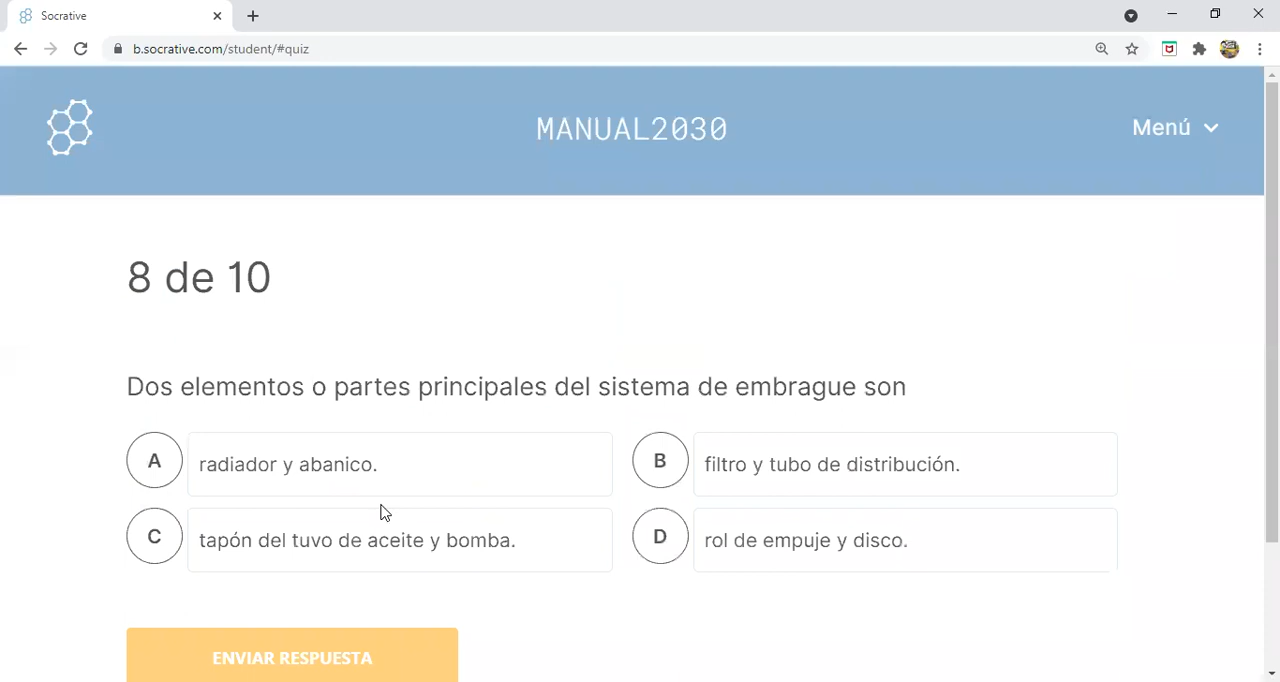 Socrative
b.socrative.com/student/#quiz
MANUAL2030
Menú
8 de 10
Dos elementos o partes principales del sistema de embrague son
A radiador y abanico.
B filtro y tubo de distribución.
C tapón del tuvo de aceite y bomba.
D rol de empuje y disco.
ENVIAR RESPUESTA